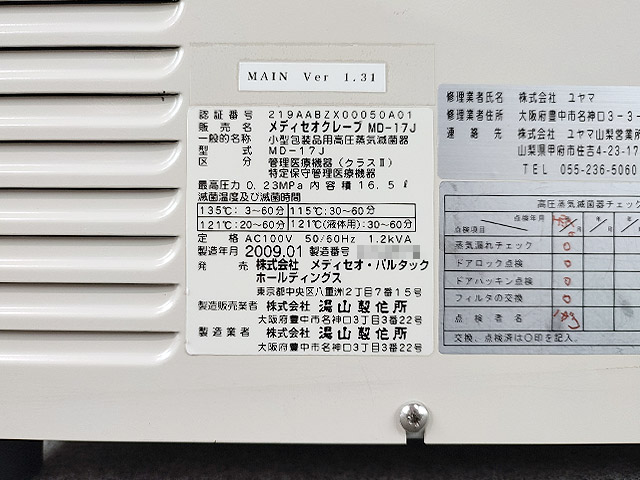 MAIN Ver 1.31
認証番号 219AABZX00050A01
販売名 メディセオクレーブ MD-17J
一般的名称 小型包装品用高圧蒸気滅菌器
型式 MD-17J
区分 管理医療機器(クラスⅡ)
特定保守管理医療機器
最高圧力 0.23MPa 内容積 16.5ℓ
滅菌温度及び滅菌時間
135℃: 3~60分 115℃:30~60分
121℃:20~60分 121℃(液体用):30~60分
定格 AC100V 50/60Hz 1.2kVA
製造年月 2009.01 製造番号
発売 株式会社 メディセオ・パルタック
ホールディングス
東京都中央区八重洲2丁目7番15号
製造販売業者 株式会社 湯山製作所
大阪府豊中市名神口3丁目3番22号
製造業者 株式会社 湯山製作所
大阪府豊中市名神口3丁目3番22号
修理業者氏名 株式会社 ユヤマ
修理業者住所 大阪府豊中市名神口3-3-
連絡先 株式会社 ユヤマ山梨営業所
山梨県甲府市住吉4-23-17
TEL 055-236-5060
高圧蒸気滅菌器チェック
点検年月 年 年
点検項目
蒸気漏れチェック
ドアロック点検
ドアパッキン点検
フィルタの交換
点検者名
交換、点検済は〇印を記入。